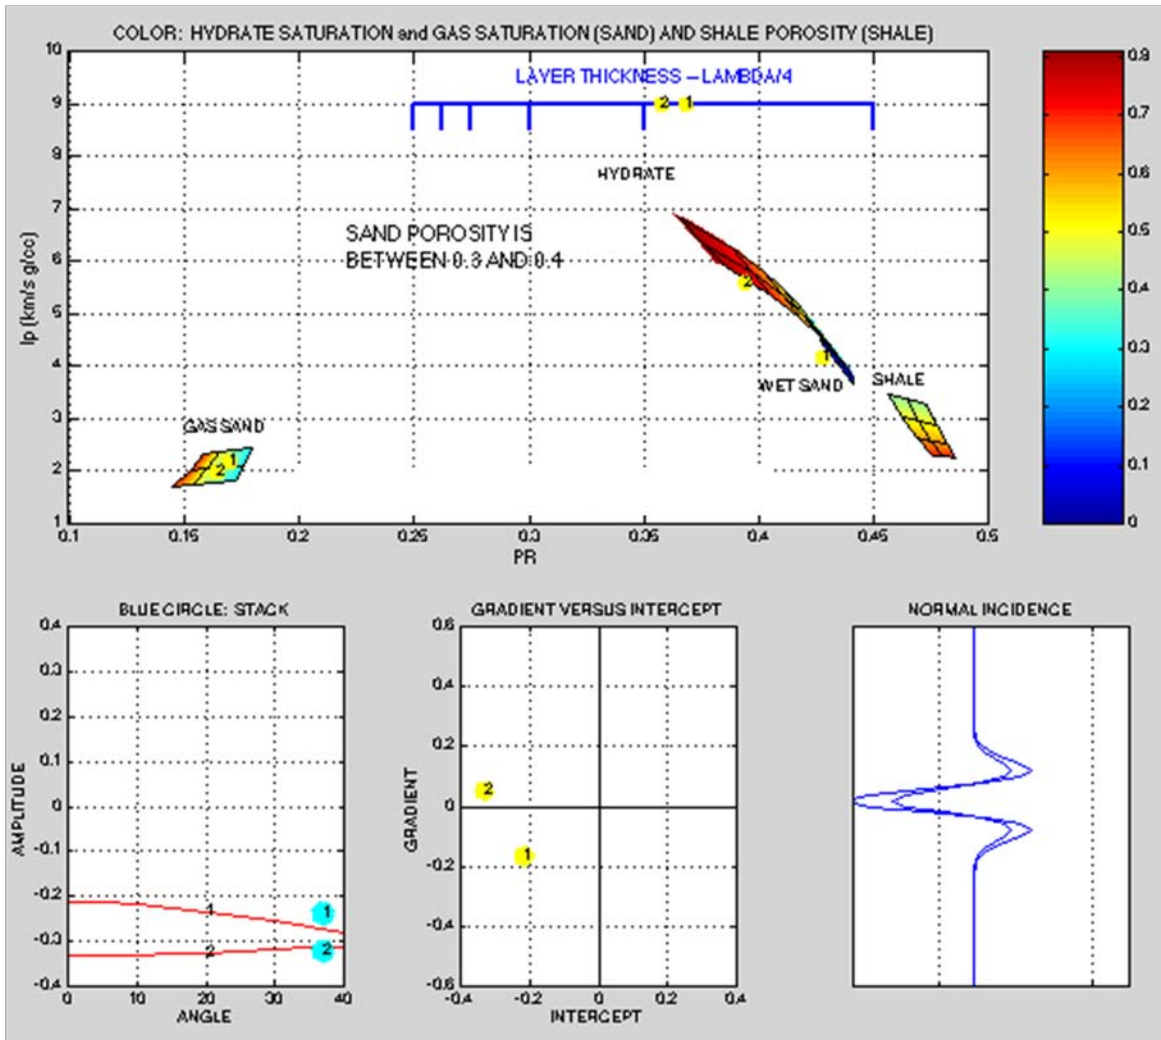 COLOR: HYDRATE SATURATION and GAS SATURATION (SAND) AND SHALE POROSITY (SHALE)
10
9
8
7
6
5
4
3
2
1
Ip (km/s g/cc)
LAYER THICKNESS – LAMBDA/4
2 1
HYDRATE
SAND POROSITY IS
BETWEEN 0.3 AND 0.4
2
1
WET SAND
SHALE
GAS SAND
1
2
0.1 0.15 0.2 0.25 0.3 0.35 0.4 0.45 0.5
PR
0.8
0.7
0.6
0.5
0.4
0.3
0.2
0.1
0
BLUE CIRCLE: STACK
0.4
0.3
0.2
0.1
0
-0.1
-0.2
-0.3
-0.4
AMPLITUDE
1 1
2 2
0 10 20 30 40
ANGLE
GRADIENT VERSUS INTERCEPT
0.6
0.4
0.2
0
-0.2
-0.4
-0.6
GRADIENT
2
1
-0.4 -0.2 0 0.2 0.4
INTERCEPT
NORMAL INCIDENCE